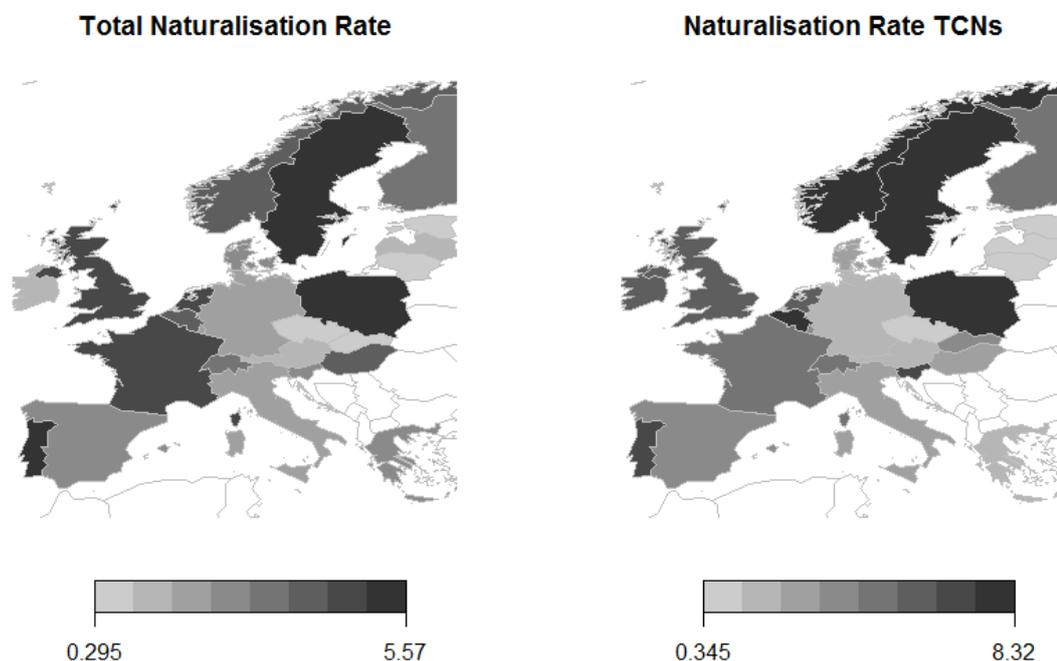 Total Naturalisation Rate
Naturalisation Rate TCNs
0.295
5.57
0.345
8.32